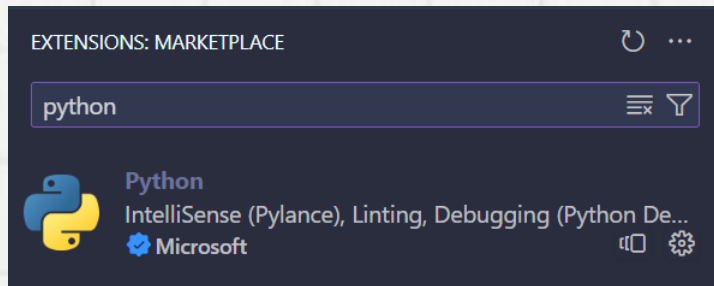 EXTENSIONS: MARKETPLACE
python
Python
IntelliSense (Pylance), Linting, Debugging (Python De...
Microsoft